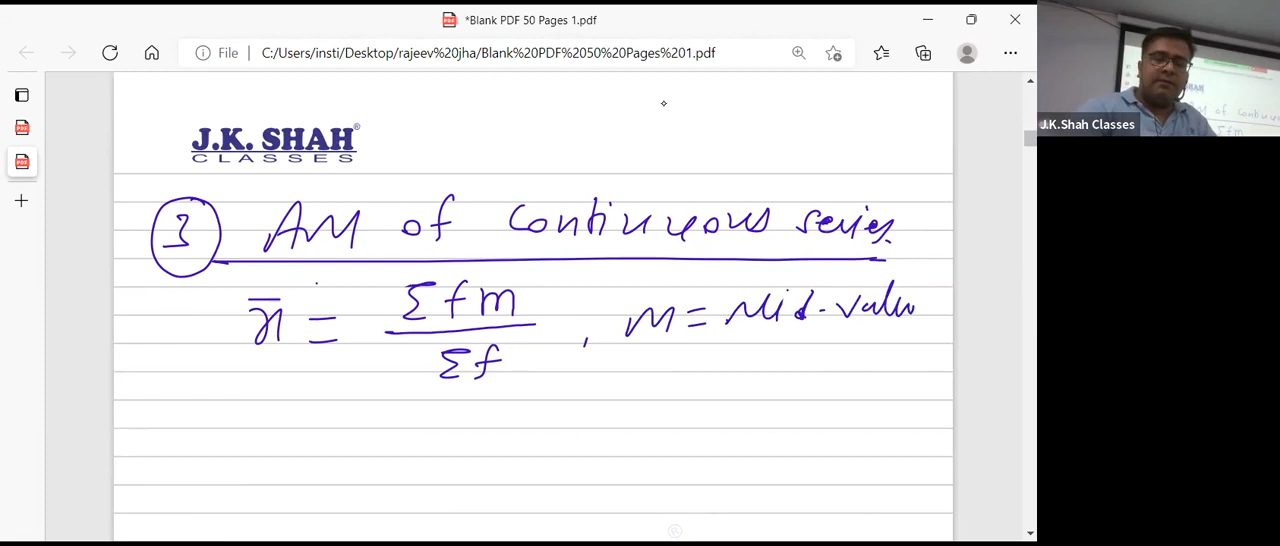 *Blank PDF 50 Pages 1.pdf
File C:/Users/insti/Desktop/rajeev%20jha/Blank%20PDF%2050%20Pages%201.pdf
J.K.Shah Classes
J.K. SHAH®
CLASSES
3 AM of Continuous series.
x̄ = Σfm / Σf , m = Mid-value